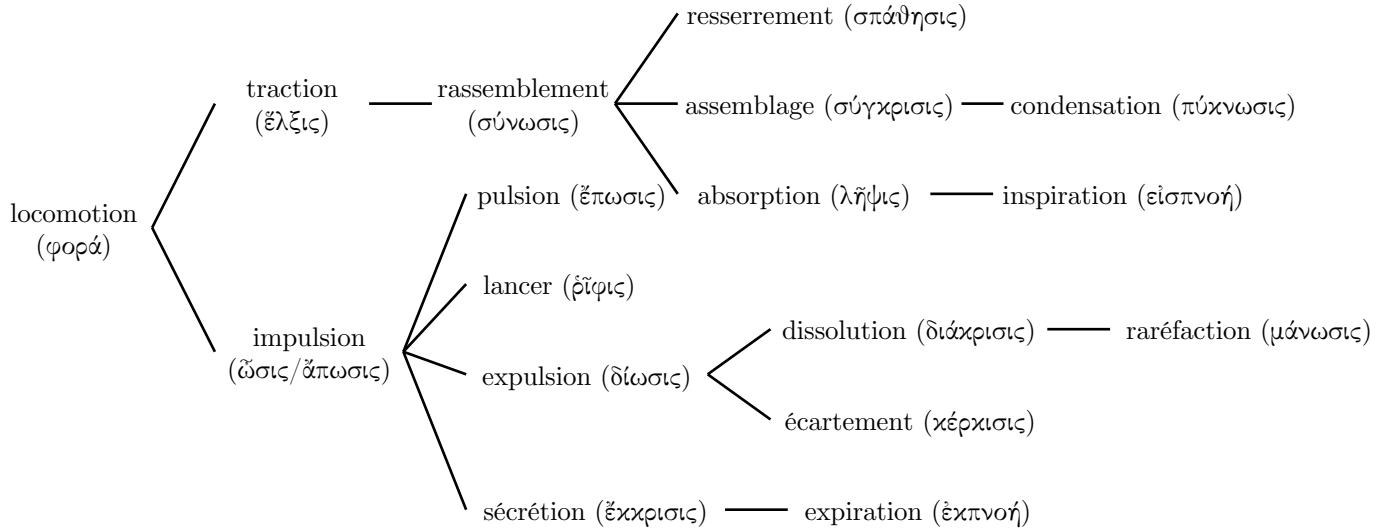 resserrement (σπάθησις)
traction
(ἕλξις)
rassemblement
(σύνωσις)
assemblage (σύγκρισις)
condensation (πύκνωσις)
pulsion (ἔπωσις)
absorption (λῆψις)
inspiration (εἰσπνοή)
locomotion
(φορά)
lancer (ῥῖφις)
impulsion
(ὦσις/ἄπωσις)
dissolution (διάκρισις)
raréfaction (μάνωσις)
expulsion (δίωσις)
écartement (κέρκισις)
sécrétion (ἔκκρισις)
expiration (ἐκπνοή)